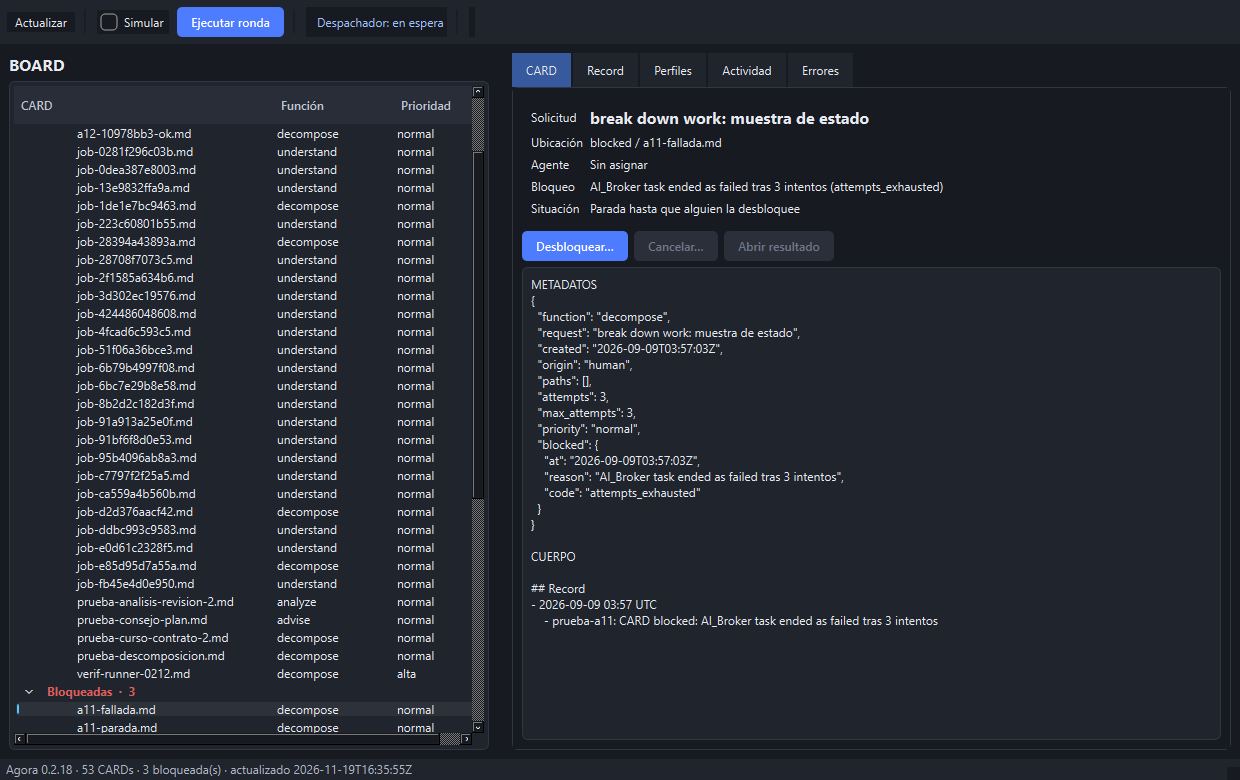 Actualizar
Simular
Ejecutar ronda
Despachador: en espera
BOARD
CARD Función Prioridad
a12-10978bb3-ok.md decompose normal
job-0281f296c03b.md understand normal
job-0dea387e8003.md understand normal
job-13e9832ffa9a.md understand normal
job-1de1e7bc9463.md decompose normal
job-223c60801b55.md understand normal
job-28394a43893a.md decompose normal
job-28708f7073c5.md understand normal
job-2f1585a634b6.md understand normal
job-3d302ec19576.md understand normal
job-424486048608.md understand normal
job-4fcad6c593c5.md understand normal
job-51f06a36bce3.md understand normal
job-6b79b4997f08.md understand normal
job-6bc7e29b8e58.md understand normal
job-8b2d2c182d3f.md understand normal
job-91a913a25e0f.md understand normal
job-91bf6f8d0e53.md understand normal
job-95b4096ab8a3.md understand normal
job-c7797f2f25a5.md understand normal
job-ca559a4b560b.md understand normal
job-d2d376aacf42.md decompose normal
job-ddbc993c9583.md understand normal
job-e0d61c2328f5.md understand normal
job-e85d95d7a55a.md decompose normal
job-fb45e4d0e950.md understand normal
prueba-analisis-revision-2.md analyze normal
prueba-consejo-plan.md advise normal
prueba-curso-contrato-2.md decompose normal
prueba-descomposicion.md decompose normal
verif-runner-0212.md decompose alta
Bloqueadas · 3
a11-fallada.md decompose normal
a11-parada.md decompose normal
CARD Record Perfiles Actividad Errores
Solicitud break down work: muestra de estado
Ubicación blocked / a11-fallada.md
Agente Sin asignar
Bloqueo AI_Broker task ended as failed tras 3 intentos (attempts_exhausted)
Situación Parada hasta que alguien la desbloquee
Desbloquear... Cancelar... Abrir resultado
METADATOS
{
"function": "decompose",
"request": "break down work: muestra de estado",
"created": "2026-09-09T03:57:03Z",
"origin": "human",
"paths": [],
"attempts": 3,
"max_attempts": 3,
"priority": "normal",
"blocked": {
"at": "2026-09-09T03:57:03Z",
"reason": "AI_Broker task ended as failed tras 3 intentos",
"code": "attempts_exhausted"
}
}
CUERPO
## Record
- 2026-09-09 03:57 UTC
- prueba-a11: CARD blocked: AI_Broker task ended as failed tras 3 intentos
Agora 0.2.18 · 53 CARDs · 3 bloqueada(s) · actualizado 2026-11-19T16:35:55Z